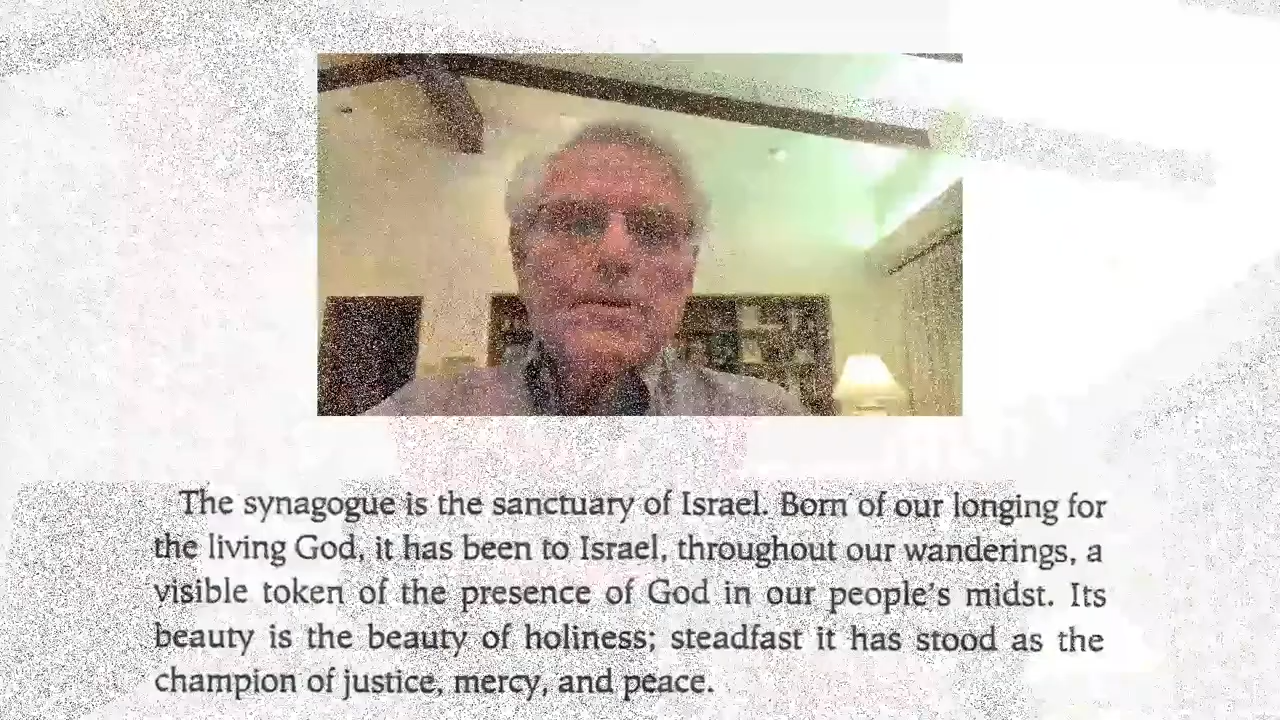 The synagogue is the sanctuary of Israel. Born of our longing for
the living God, it has been to Israel, throughout our wanderings, a
visible token of the presence of God in our people's midst. Its
beauty is the beauty of holiness; steadfast it has stood as the
champion of justice, mercy, and peace.